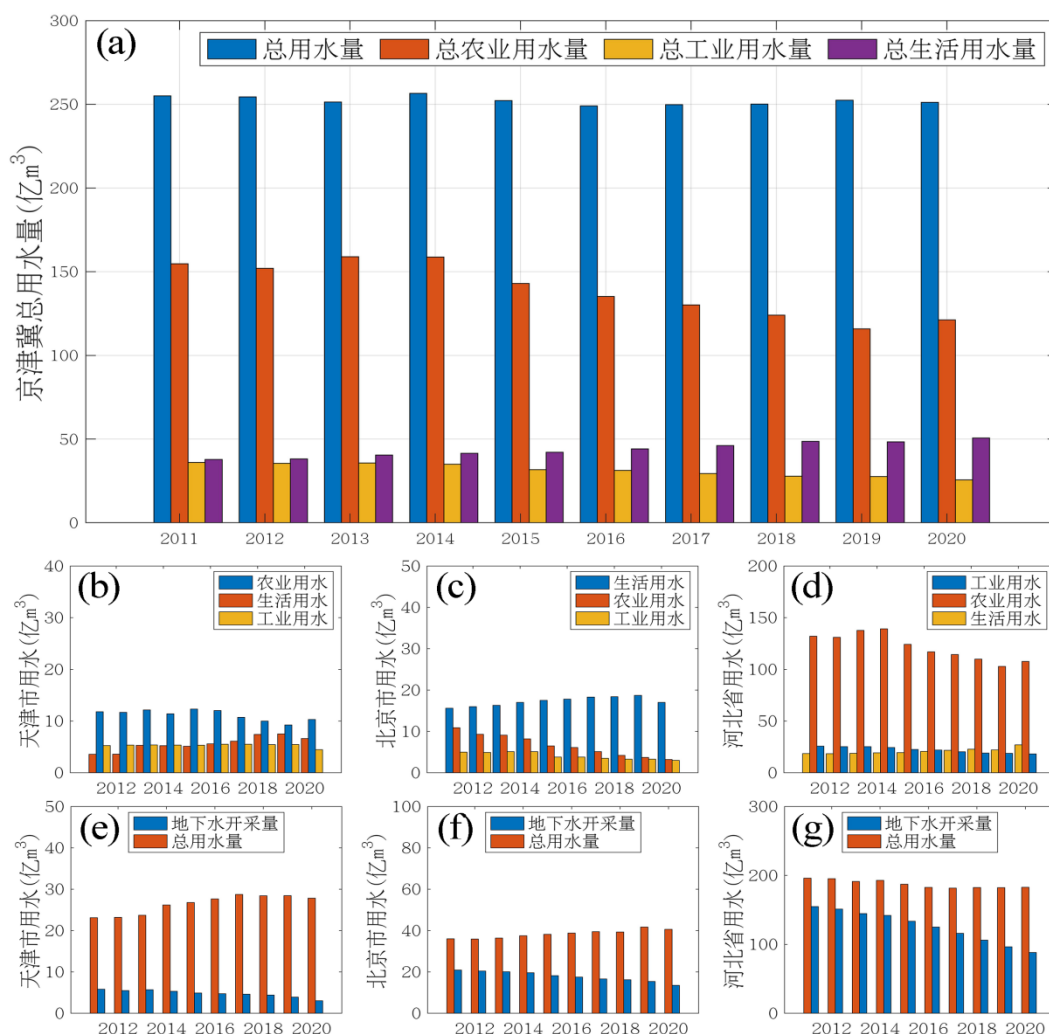 (a)
总用水量 总农业用水量 总工业用水量 总生活用水量
京津冀总用水量(亿m³)
300
250
200
150
100
50
0
2011 2012 2013 2014 2015 2016 2017 2018 2019 2020
(b)
农业用水
生活用水
工业用水
天津市用水(亿m³)
40
30
20
10
0
2012 2014 2016 2018 2020
(c)
生活用水
农业用水
工业用水
北京市用水(亿m³)
50
40
30
20
10
0
2012 2014 2016 2018 2020
(d)
工业用水
农业用水
生活用水
河北省用水(亿m³)
200
150
100
50
0
2012 2014 2016 2018 2020
(e)
地下水开采量
总用水量
天津市用水(亿m³)
50
40
30
20
10
0
2012 2014 2016 2018 2020
(f)
地下水开采量
总用水量
北京市用水(亿m³)
100
80
60
40
20
0
2012 2014 2016 2018 2020
(g)
地下水开采量
总用水量
河北省用水(亿m³)
300
200
100
0
2012 2014 2016 2018 2020